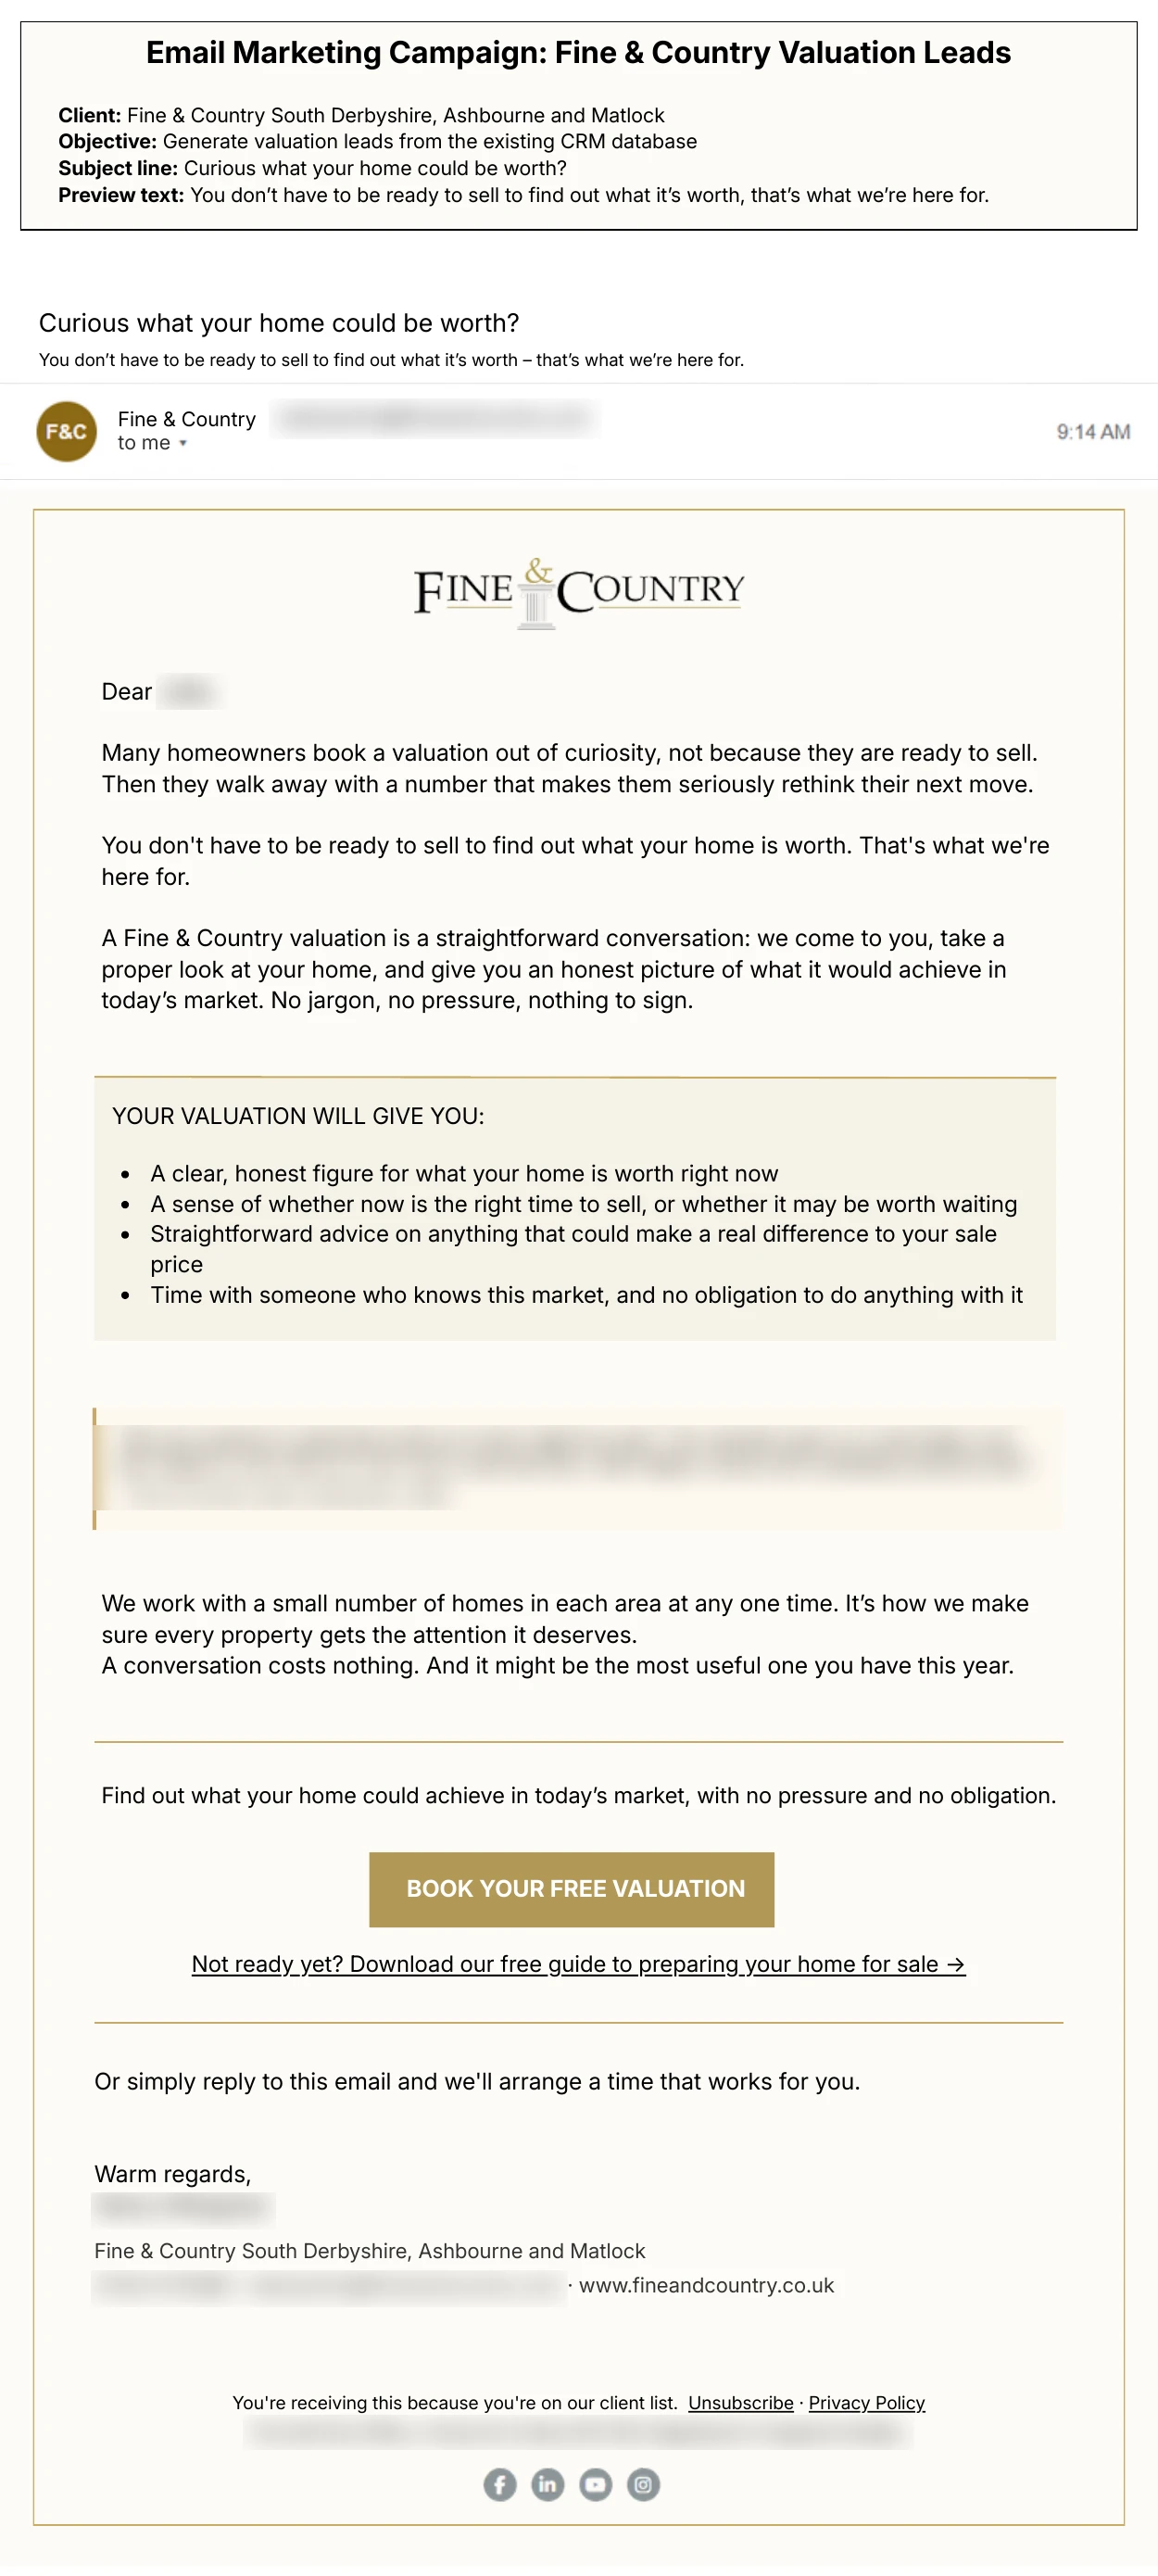 Email Marketing Campaign: Fine & Country Valuation Leads
Client: Fine & Country South Derbyshire, Ashbourne and Matlock
Objective: Generate valuation leads from the existing CRM database
Subject line: Curious what your home could be worth?
Preview text: You don’t have to be ready to sell to find out what it’s worth, that’s what we’re here for.
Curious what your home could be worth?
You don’t have to be ready to sell to find out what it’s worth – that’s what we’re here for.
F&C
Fine & Country
to me ▾
9:14 AM
FINE & COUNTRY
Dear
Many homeowners book a valuation out of curiosity, not because they are ready to sell.
Then they walk away with a number that makes them seriously rethink their next move.
You don't have to be ready to sell to find out what your home is worth. That's what we're
here for.
A Fine & Country valuation is a straightforward conversation: we come to you, take a
proper look at your home, and give you an honest picture of what it would achieve in
today’s market. No jargon, no pressure, nothing to sign.
YOUR VALUATION WILL GIVE YOU:
• A clear, honest figure for what your home is worth right now
• A sense of whether now is the right time to sell, or whether it may be worth waiting
• Straightforward advice on anything that could make a real difference to your sale
price
• Time with someone who knows this market, and no obligation to do anything with it
We work with a small number of homes in each area at any one time. It’s how we make
sure every property gets the attention it deserves.
A conversation costs nothing. And it might be the most useful one you have this year.
Find out what your home could achieve in today’s market, with no pressure and no obligation.
BOOK YOUR FREE VALUATION
Not ready yet? Download our free guide to preparing your home for sale →
Or simply reply to this email and we'll arrange a time that works for you.
Warm regards,
Fine & Country South Derbyshire, Ashbourne and Matlock
· www.fineandcountry.co.uk
You're receiving this because you're on our client list. Unsubscribe · Privacy Policy